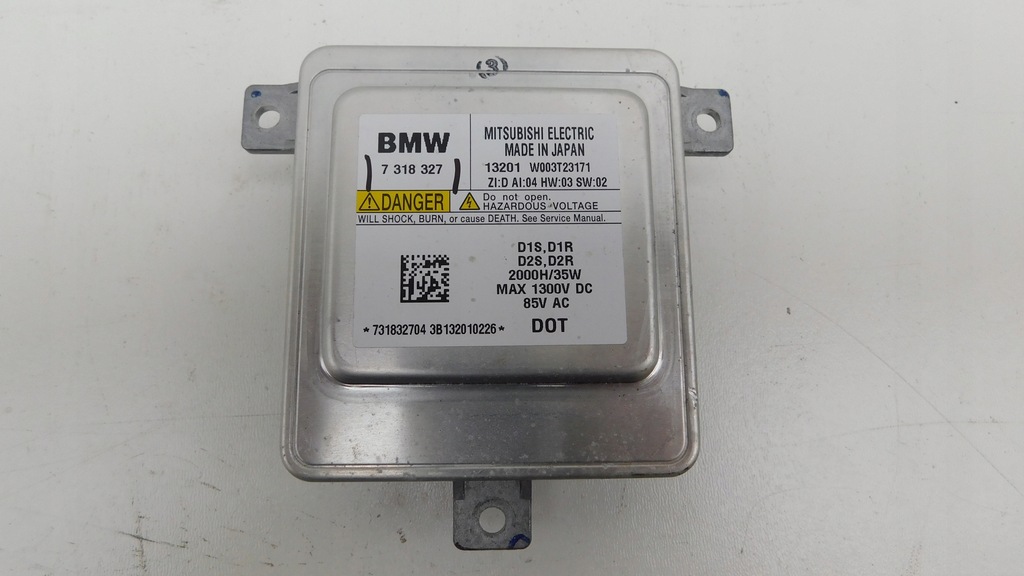 (3)
BMW
7 318 327
MITSUBISHI ELECTRIC
MADE IN JAPAN
13201 W003T23171
ZI:D AI:04 HW:03 SW:02
DANGER
Do not open.
HAZARDOUS VOLTAGE
WILL SHOCK, BURN, or cause DEATH. See Service Manual.
D1S,D1R
D2S,D2R
2000H/35W
MAX 1300V DC
85V AC
*731832704 3B132010226*
DOT